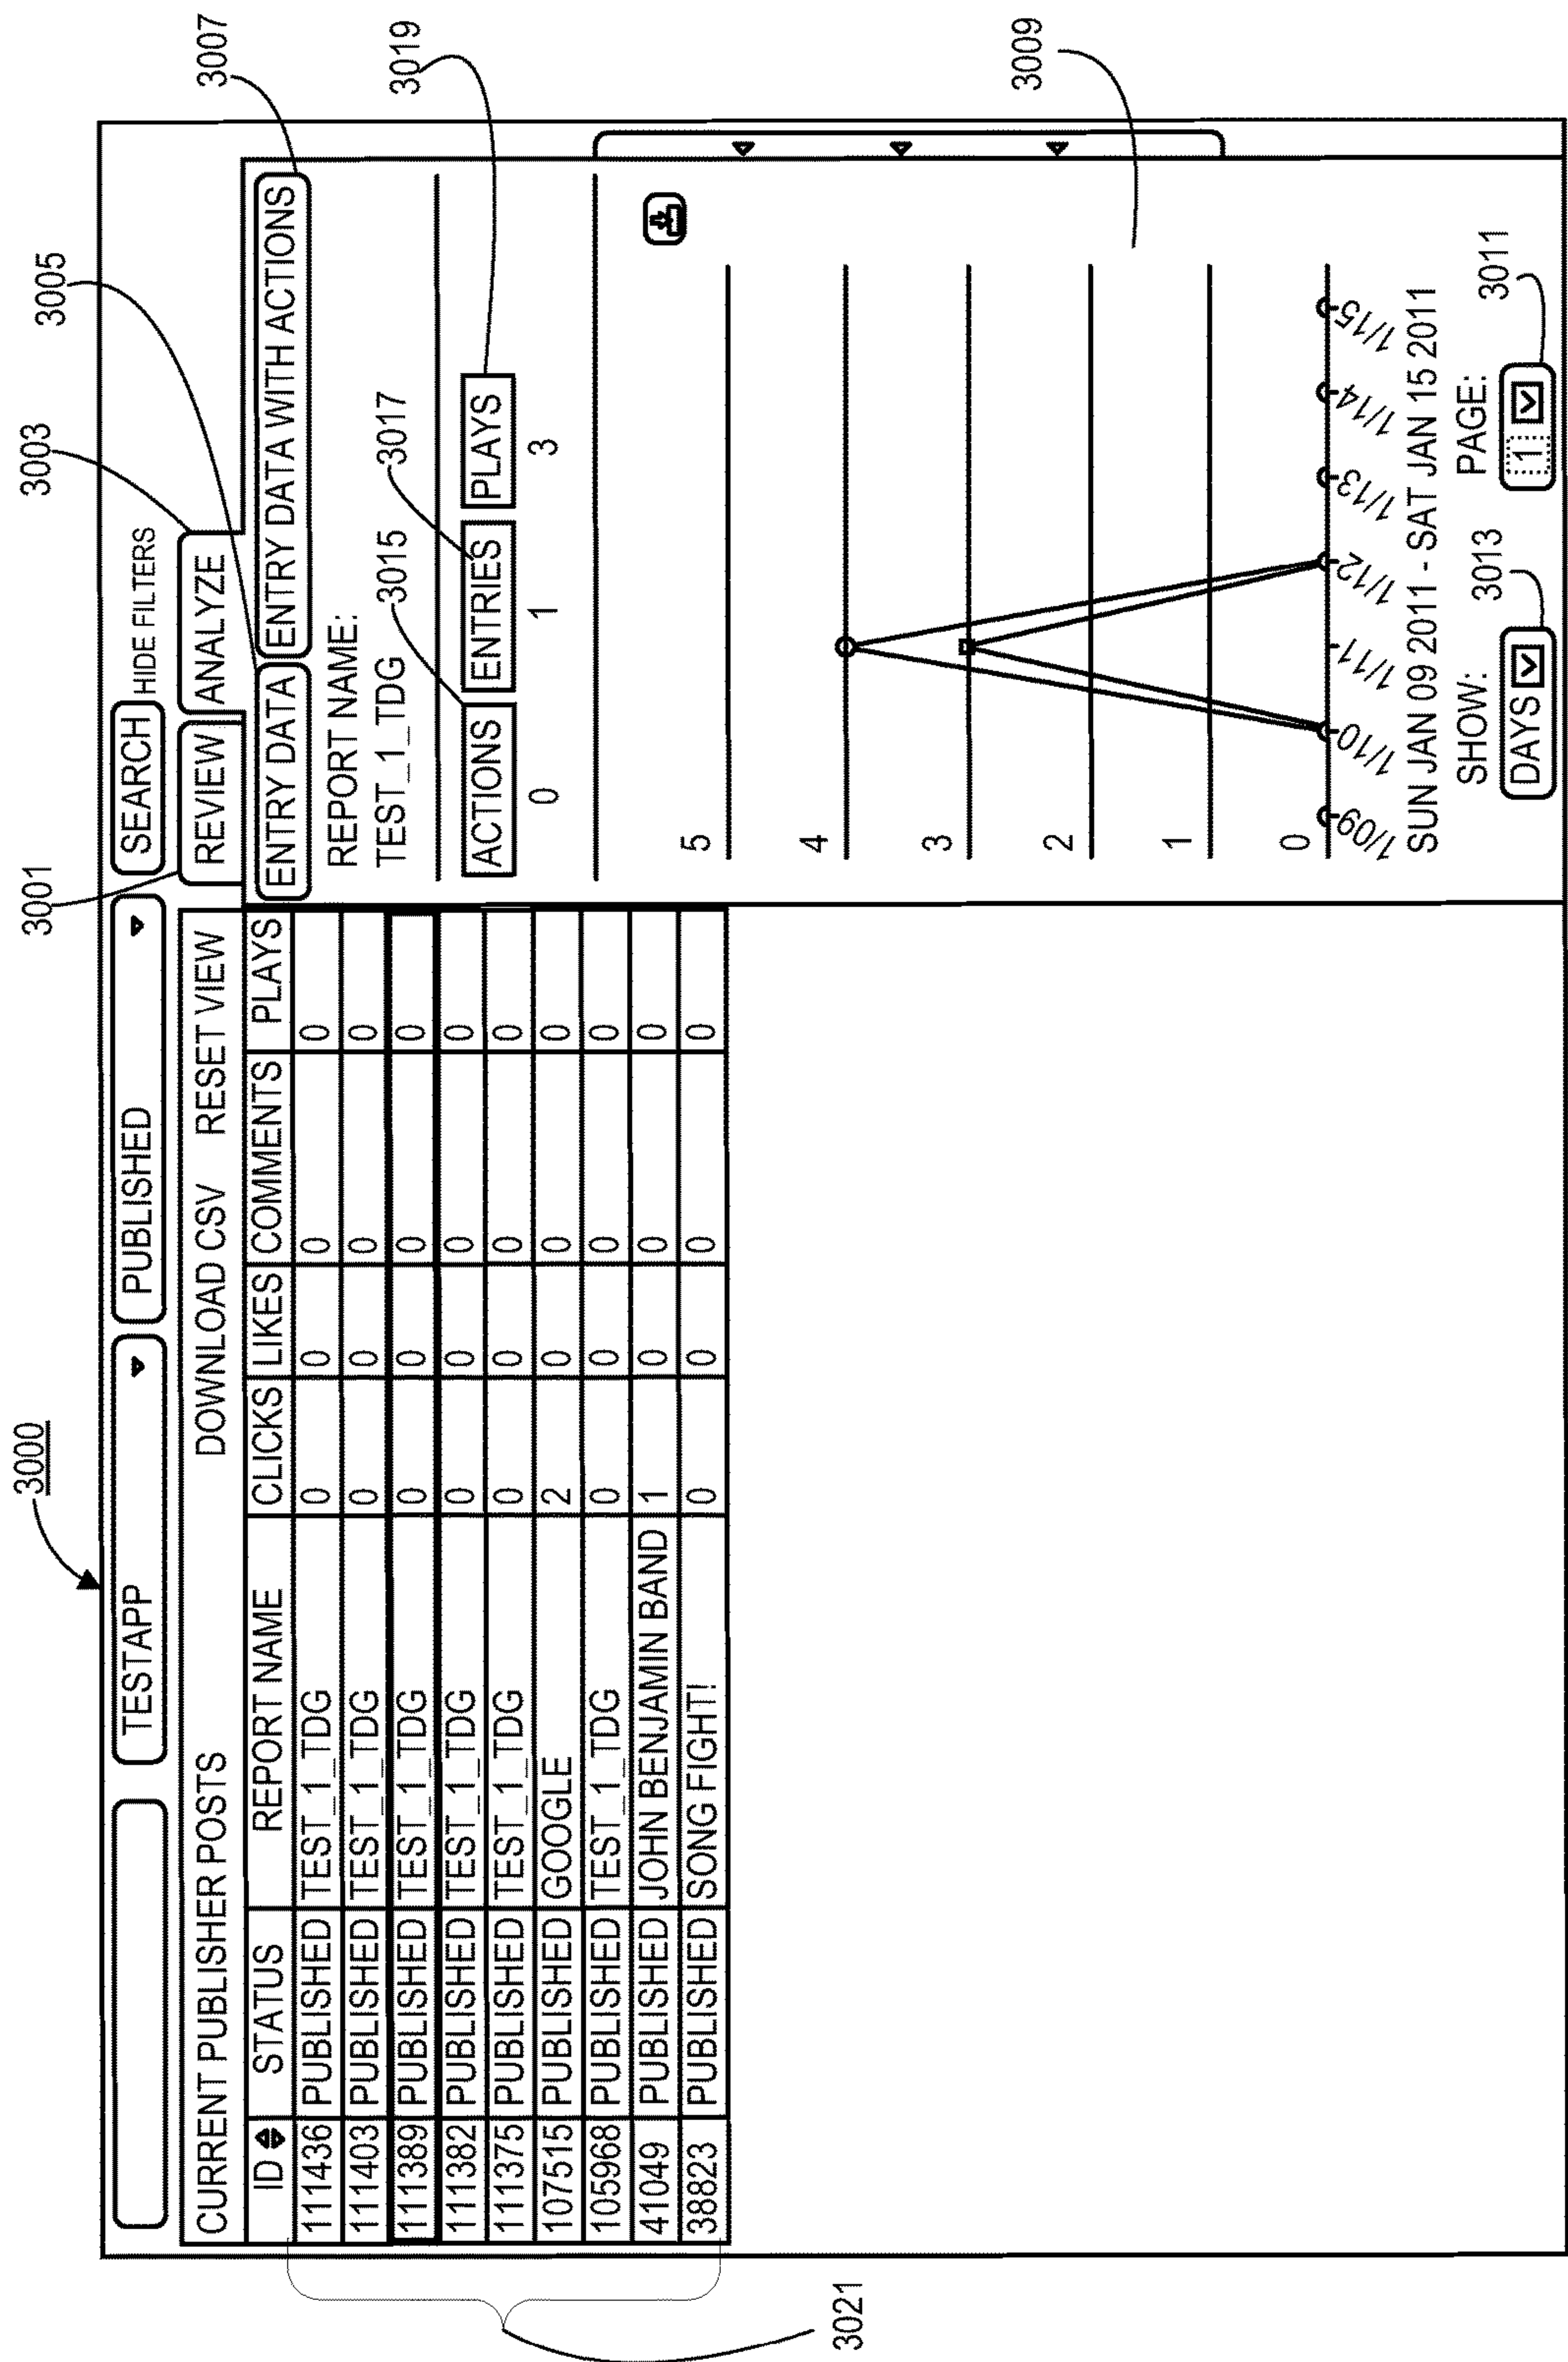 3000
TESTAPP
PUBLISHED
SEARCH
HIDE FILTERS
3001
3003
3005
3007
CURRENT PUBLISHER POSTS
DOWNLOAD CSV
RESET VIEW
REVIEW
ANALYZE
ID STATUS REPORT NAME CLICKS LIKES COMMENTS PLAYS
111436 PUBLISHED TEST_1_TDG 0 0 0 0
111403 PUBLISHED TEST_1_TDG 0 0 0 0
111389 PUBLISHED TEST_1_TDG 0 0 0 0
111382 PUBLISHED TEST_1_TDG 0 0 0 0
111375 PUBLISHED TEST_1_TDG 0 0 0 0
107515 PUBLISHED GOOGLE 2 0 0 0
105968 PUBLISHED TEST_1_TDG 0 0 0 0
41049 PUBLISHED JOHN BENJAMIN BAND 1 0 0 0
38823 PUBLISHED SONG FIGHT! 0 0 0 0
3021
ENTRY DATA
ENTRY DATA WITH ACTIONS
REPORT NAME:
TEST_1_TDG
3015
3017
3019
ACTIONS ENTRIES PLAYS
0 1 3
5
4
3
2
1
0
1/09 1/10 1/11 1/12 1/13 1/14 1/15
3009
SUN JAN 09 2011 - SAT JAN 15 2011
SHOW: 3013 PAGE: 3011
DAYS 1